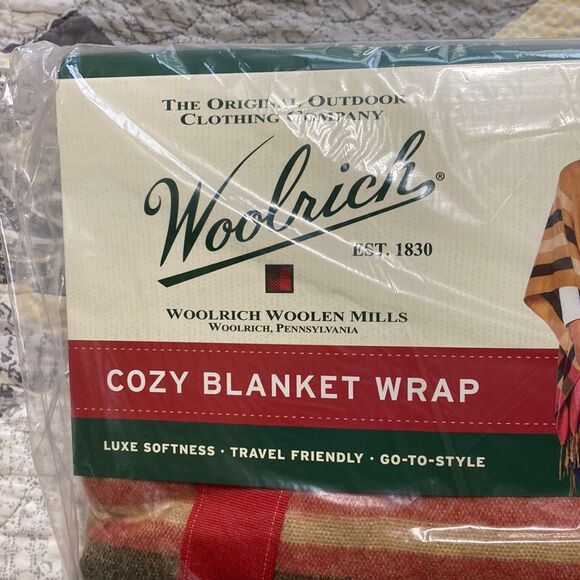 THE ORIGINAL OUTDOOR
CLOTHING COMPANY
Woolrich®
EST. 1830
WOOLRICH WOOLEN MILLS
WOOLRICH, PENNSYLVANIA
COZY BLANKET WRAP
LUXE SOFTNESS · TRAVEL FRIENDLY · GO-TO-STYLE